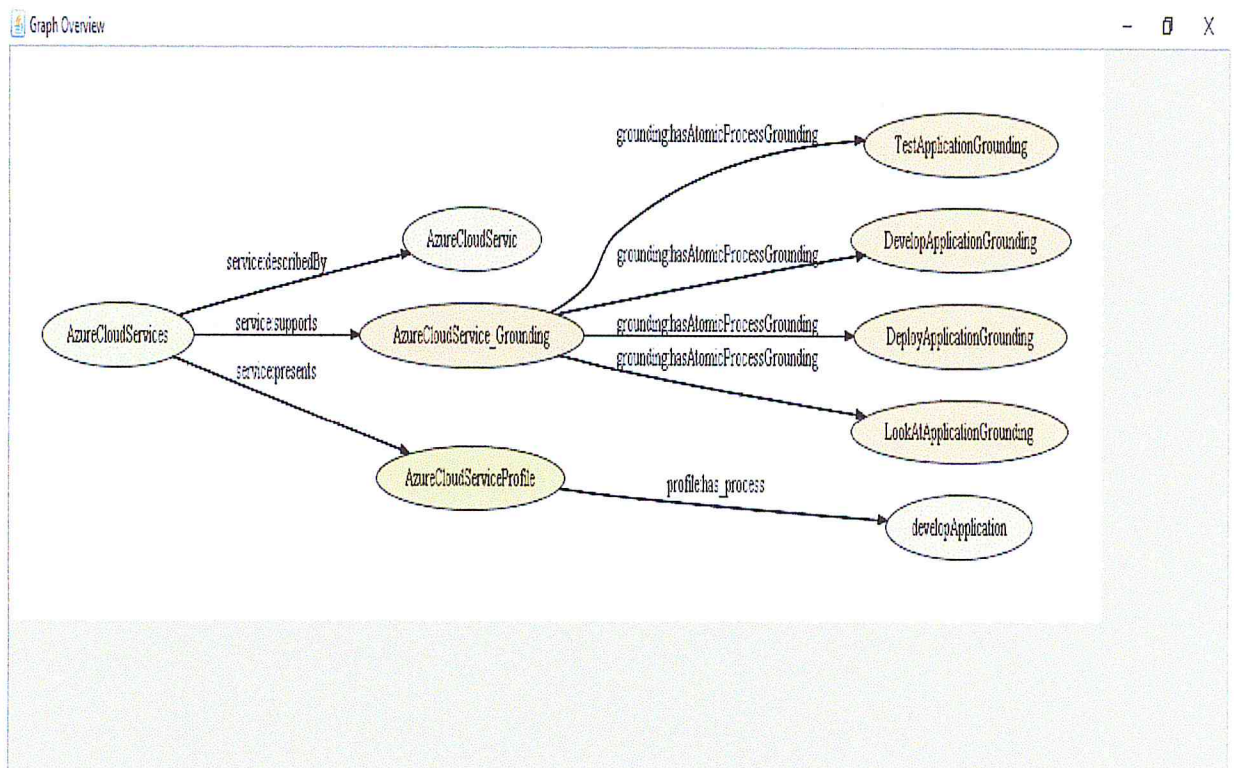 Graph Overview
grounding:hasAtomicProcessGrounding
TestApplicationGrounding
AzureCloudServic
DevelopApplicationGrounding
service:describedBy
grounding:hasAtomicProcessGrounding
AzureCloudServices
service:supports
AzureCloudService_Grounding
grounding:hasAtomicProcessGrounding
DeployApplicationGrounding
grounding:hasAtomicProcessGrounding
service:presents
LookAtApplicationGrounding
AzureCloudServiceProfile
profile:has_process
developApplication